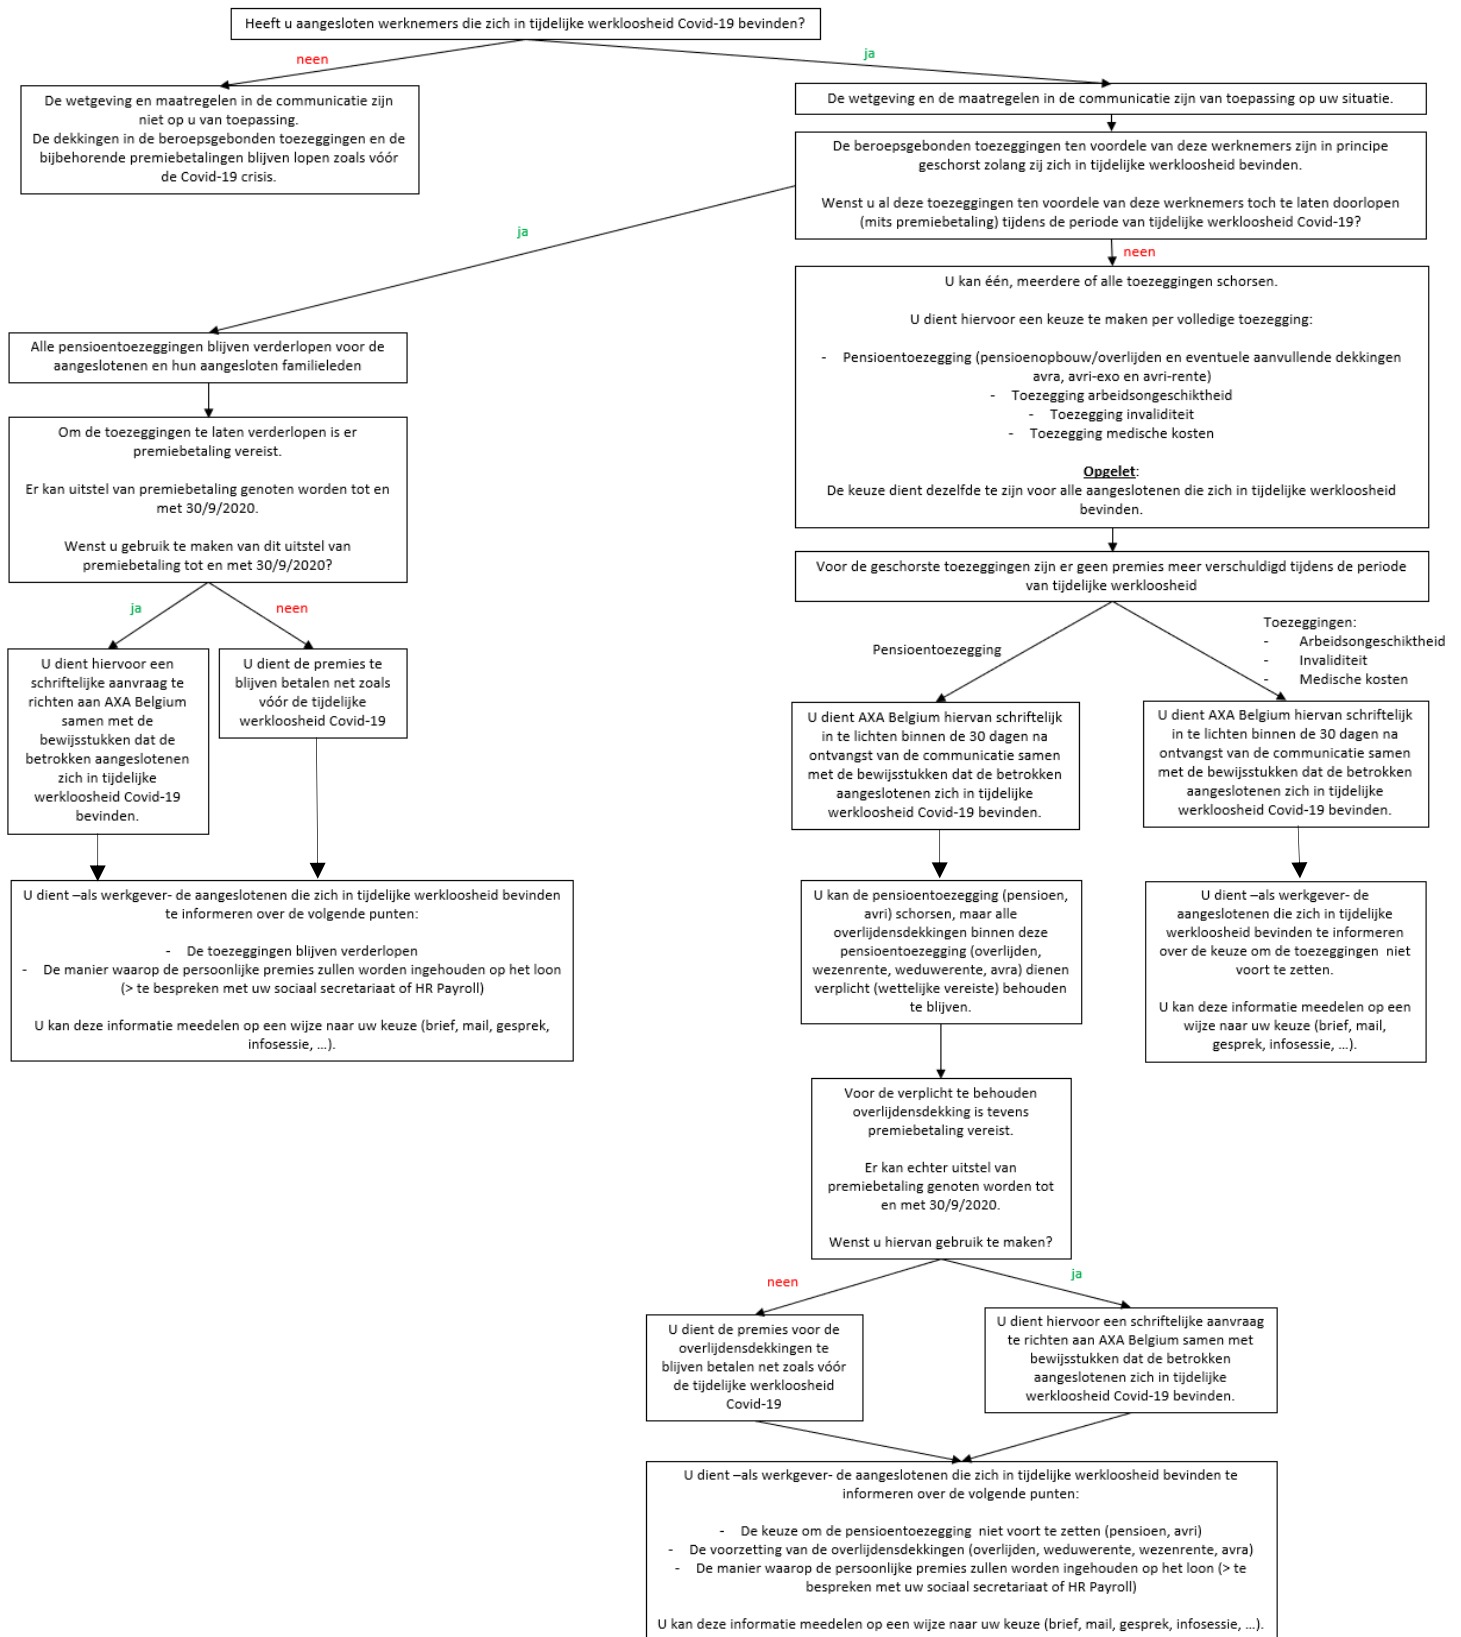 Heeft u aangesloten werknemers die zich in tijdelijke werkloosheid Covid-19 bevinden?
neen
ja
De wetgeving en maatregelen in de communicatie zijn
niet op u van toepassing.
De dekkingen in de beroepsgebonden toezeggingen en de
bijbehorende premiebetalingen blijven lopen zoals vóór
de Covid-19 crisis.
De wetgeving en de maatregelen in de communicatie zijn van toepassing op uw situatie.
De beroepsgebonden toezeggingen ten voordele van deze werknemers zijn in principe
geschorst zolang zij zich in tijdelijke werkloosheid bevinden.
Wenst u al deze toezeggingen ten voordele van deze werknemers toch te laten doorlopen
(mits premiebetaling) tijdens de periode van tijdelijke werkloosheid Covid-19?
ja
neen
Alle pensioentoezeggingen blijven verderlopen voor de
aangeslotenen en hun aangesloten familieleden
Om de toezeggingen te laten verderlopen is er
premiebetaling vereist.
Er kan uitstel van premiebetaling genoten worden tot en
met 30/9/2020.
Wenst u gebruik te maken van dit uitstel van
premiebetaling tot en met 30/9/2020?
ja
neen
U dient hiervoor een
schriftelijke aanvraag te
richten aan AXA Belgium
samen met de
bewijsstukken dat de
betrokken aangeslotenen
zich in tijdelijke
werkloosheid Covid-19
bevinden.
U dient de premies te
blijven betalen net zoals
vóór de tijdelijke
werkloosheid Covid-19
U dient –als werkgever- de aangeslotenen die zich in tijdelijke werkloosheid bevinden
te informeren over de volgende punten:
- De toezeggingen blijven verderlopen
- De manier waarop de persoonlijke premies zullen worden ingehouden op het loon
(> te bespreken met uw sociaal secretariaat of HR Payroll)
U kan deze informatie meedelen op een wijze naar uw keuze (brief, mail, gesprek,
infosessie, …).
U kan één, meerdere of alle toezeggingen schorsen.
U dient hiervoor een keuze te maken per volledige toezegging:
- Pensioentoezegging (pensioenopbouw/overlijden en eventuele aanvullende dekkingen
avra, avri-exo en avri-rente)
- Toezegging arbeidsongeschiktheid
- Toezegging invaliditeit
- Toezegging medische kosten
Opgelet:
De keuze dient dezelfde te zijn voor alle aangeslotenen die zich in tijdelijke werkloosheid
bevinden.
Voor de geschorste toezeggingen zijn er geen premies meer verschuldigd tijdens de periode
van tijdelijke werkloosheid
Pensioentoezegging
Toezeggingen:
- Arbeidsongeschiktheid
- Invaliditeit
- Medische kosten
U dient AXA Belgium hiervan schriftelijk
in te lichten binnen de 30 dagen na
ontvangst van de communicatie samen
met de bewijsstukken dat de betrokken
aangeslotenen zich in tijdelijke
werkloosheid Covid-19 bevinden.
U dient AXA Belgium hiervan schriftelijk
in te lichten binnen de 30 dagen na
ontvangst van de communicatie samen
met de bewijsstukken dat de betrokken
aangeslotenen zich in tijdelijke
werkloosheid Covid-19 bevinden.
U kan de pensioentoezegging (pensioen,
avri) schorsen, maar alle
overlijdensdekkingen binnen deze
pensioentoezegging (overlijden,
wezenrente, weduwerente, avra) dienen
verplicht (wettelijke vereiste) behouden
te blijven.
U dient –als werkgever- de
aangeslotenen die zich in tijdelijke
werkloosheid bevinden te informeren
over de keuze om de toezeggingen niet
voort te zetten.
U kan deze informatie meedelen op een
wijze naar uw keuze (brief, mail,
gesprek, infosessie, …).
Voor de verplicht te behouden
overlijdensdekking is tevens
premiebetaling vereist.
Er kan echter uitstel van
premiebetaling genoten worden tot
en met 30/9/2020.
Wenst u hiervan gebruik te maken?
neen
ja
U dient de premies voor de
overlijdensdekkingen te
blijven betalen net zoals vóór
de tijdelijke werkloosheid
Covid-19
U dient hiervoor een schriftelijke aanvraag
te richten aan AXA Belgium samen met
bewijsstukken dat de betrokken
aangeslotenen zich in tijdelijke
werkloosheid Covid-19 bevinden.
U dient –als werkgever- de aangeslotenen die zich in tijdelijke werkloosheid bevinden te
informeren over de volgende punten:
- De keuze om de pensioentoezegging niet voort te zetten (pensioen, avri)
- De voorzetting van de overlijdensdekkingen (overlijden, weduwerente, wezenrente, avra)
- De manier waarop de persoonlijke premies zullen worden ingehouden op het loon (> te
bespreken met uw sociaal secretariaat of HR Payroll)
U kan deze informatie meedelen op een wijze naar uw keuze (brief, mail, gesprek, infosessie, …).